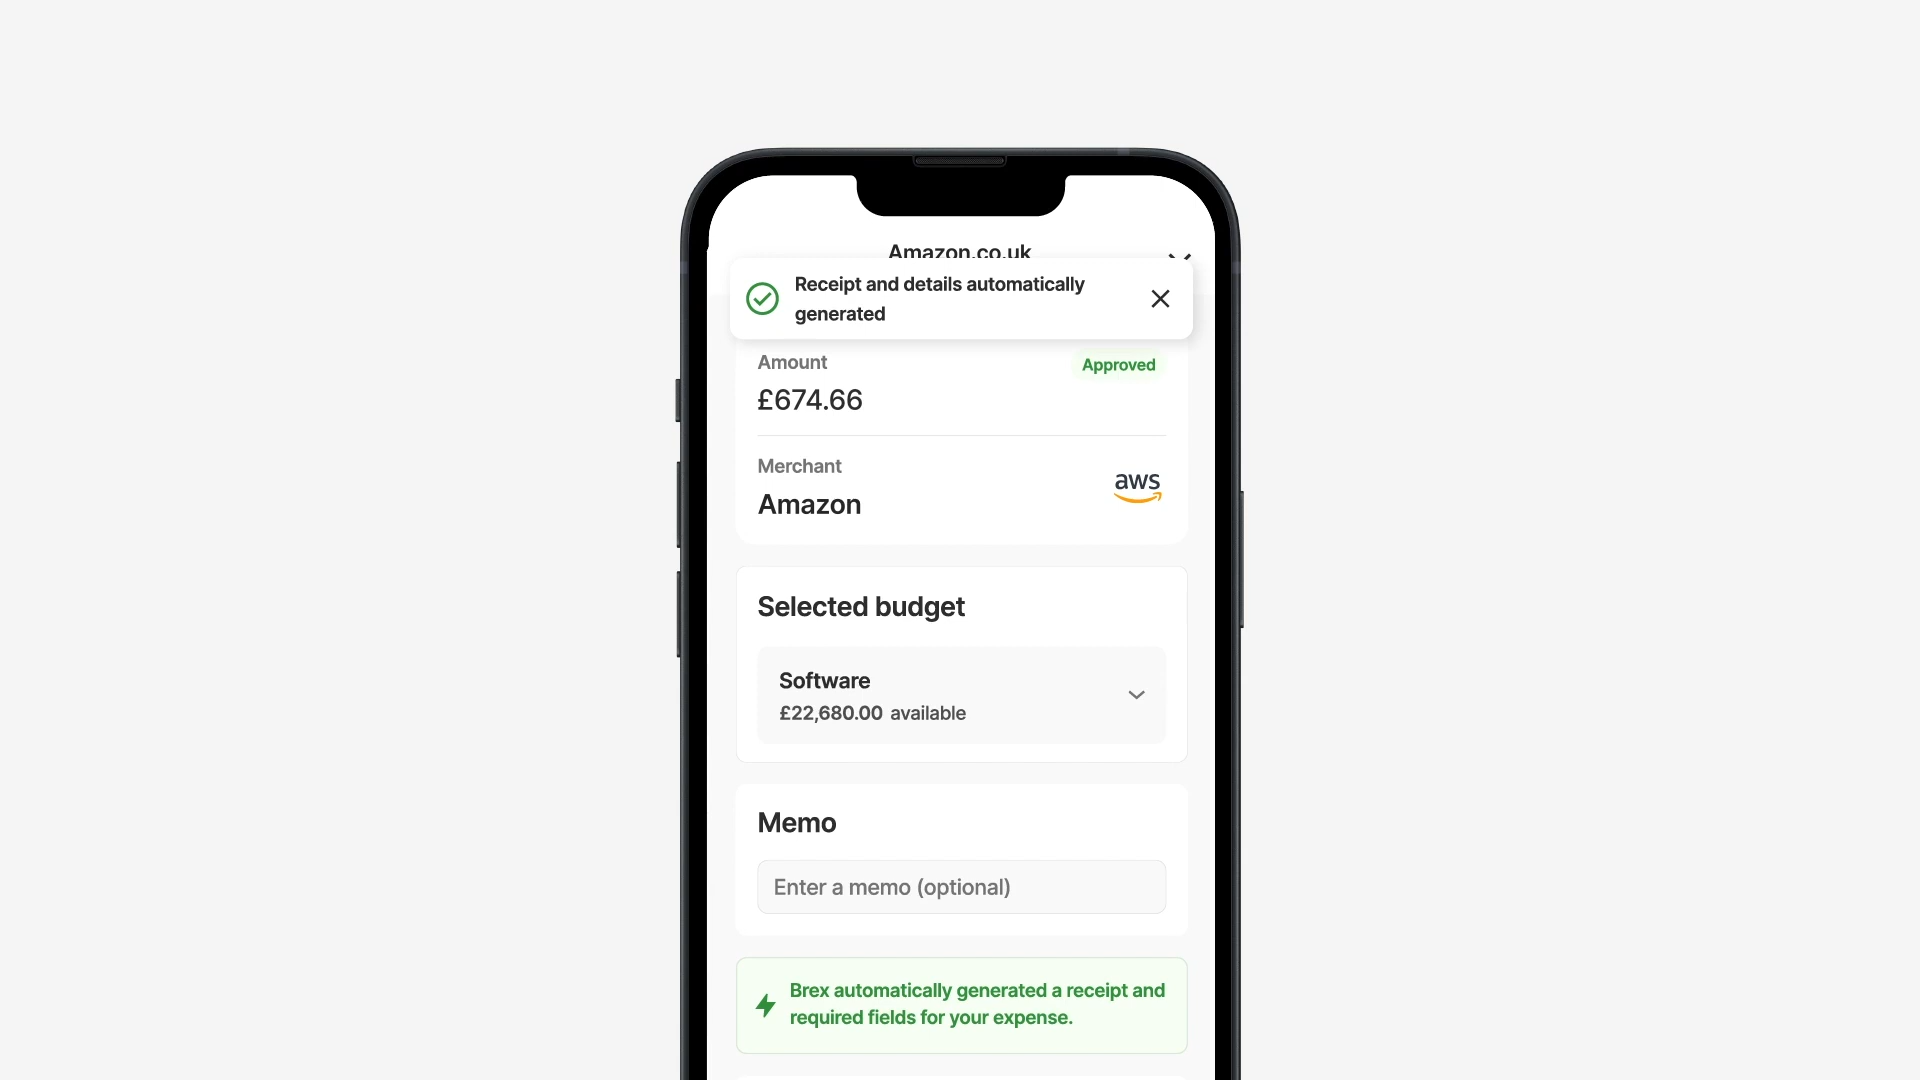 Amazon.co.uk
Receipt and details automatically
generated
Amount
Approved
£674.66
Merchant
aws
Amazon
Selected budget
Software
£22,680.00 available
Memo
Enter a memo (optional)
Brex automatically generated a receipt and
required fields for your expense.